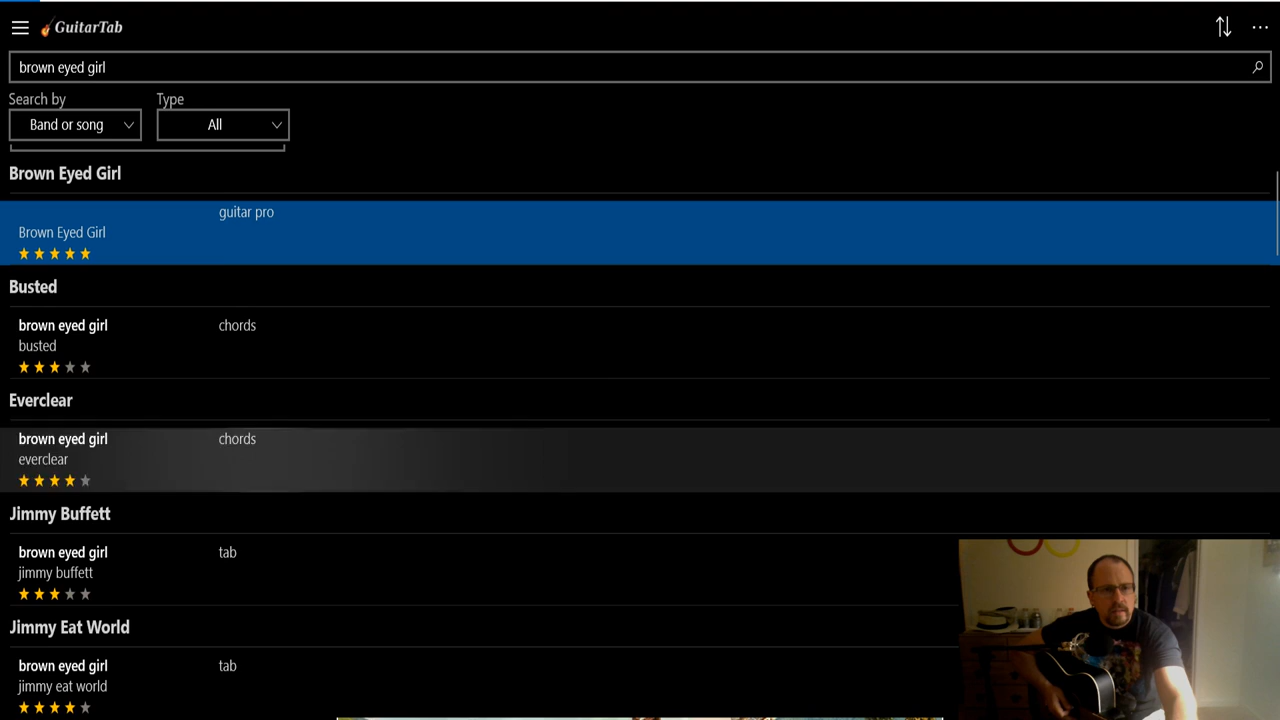 GuitarTab
brown eyed girl
Search by
Type
Band or song
All
Brown Eyed Girl
guitar pro
Brown Eyed Girl
Busted
brown eyed girl
chords
busted
Everclear
brown eyed girl
chords
everclear
Jimmy Buffett
brown eyed girl
tab
jimmy buffett
Jimmy Eat World
brown eyed girl
tab
jimmy eat world